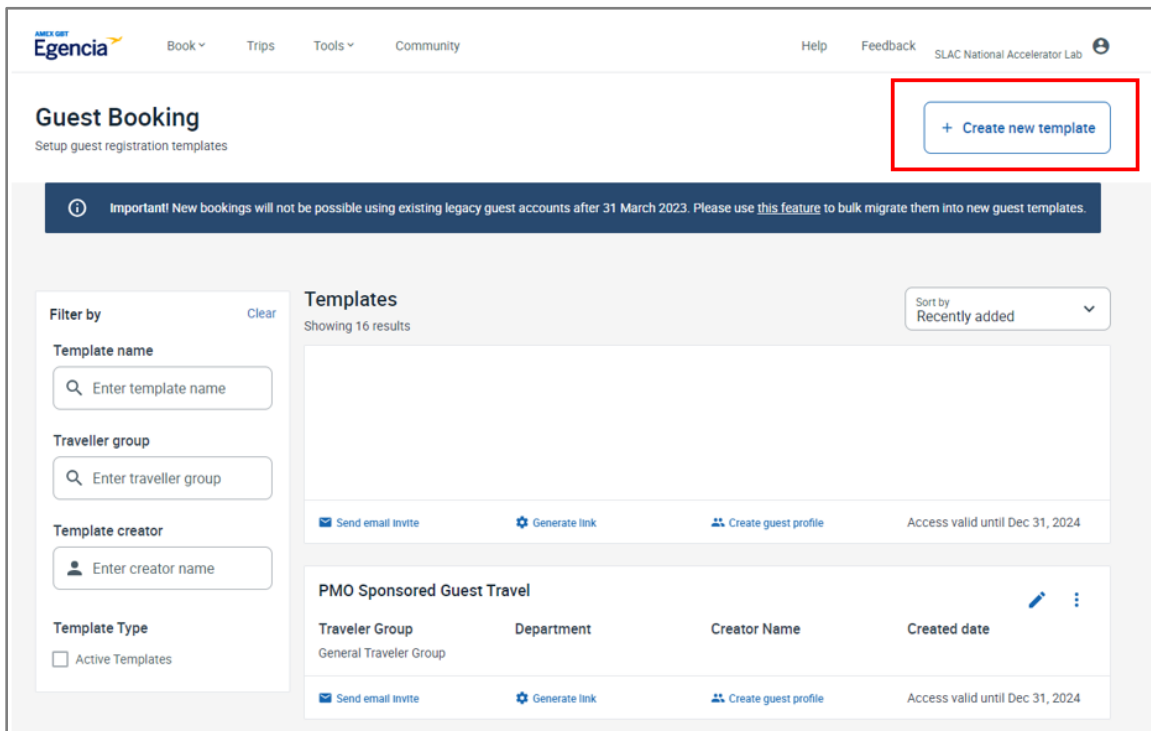 AMEX GBT
Egencia
Book Trips Tools Community Help Feedback SLAC National Accelerator Lab
Guest Booking
Setup guest registration templates
+ Create new template
Important! New bookings will not be possible using existing legacy guest accounts after 31 March 2023. Please use this feature to bulk migrate them into new guest templates.
Filter by Clear
Template name
Enter template name
Traveller group
Enter traveller group
Template creator
Enter creator name
Template Type
Active Templates
Templates
Showing 16 results
Sort by
Recently added
Send email invite Generate link Create guest profile Access valid until Dec 31, 2024
PMO Sponsored Guest Travel
Traveler Group Department Creator Name Created date
General Traveler Group
Send email invite Generate link Create guest profile Access valid until Dec 31, 2024